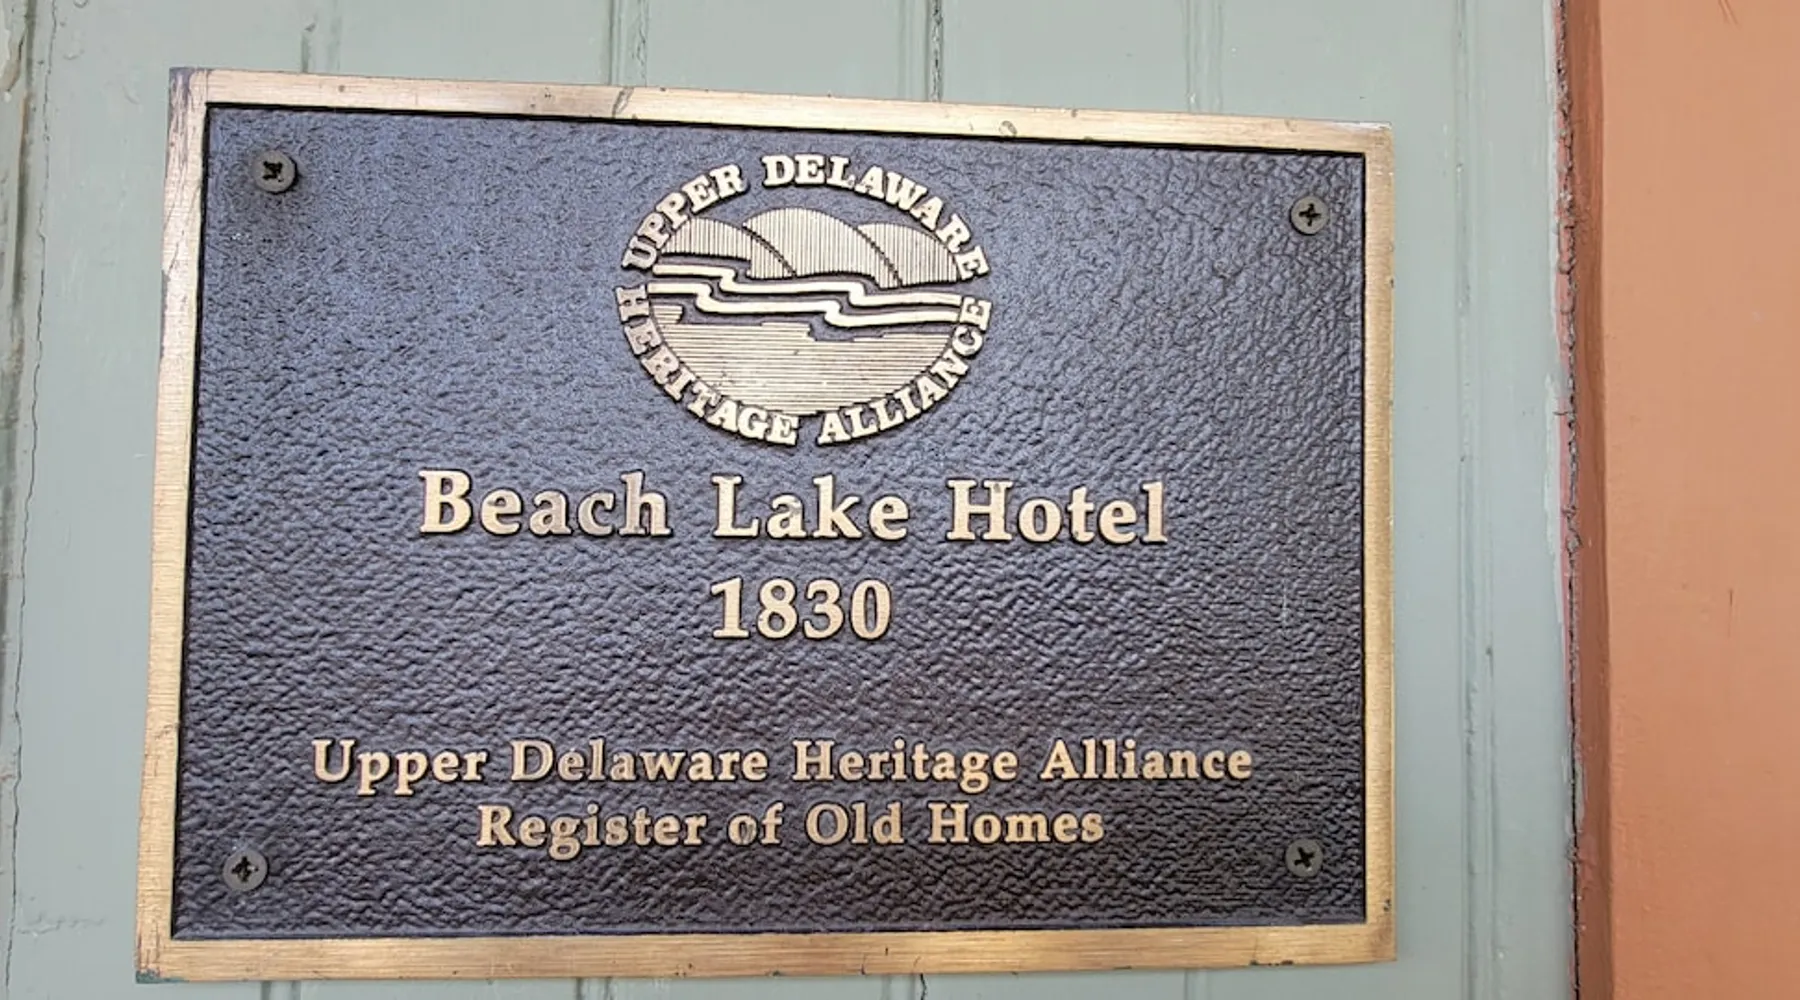 UPPER DELAWARE
HERITAGE ALLIANCE
Beach Lake Hotel
1830
Upper Delaware Heritage Alliance
Register of Old Homes